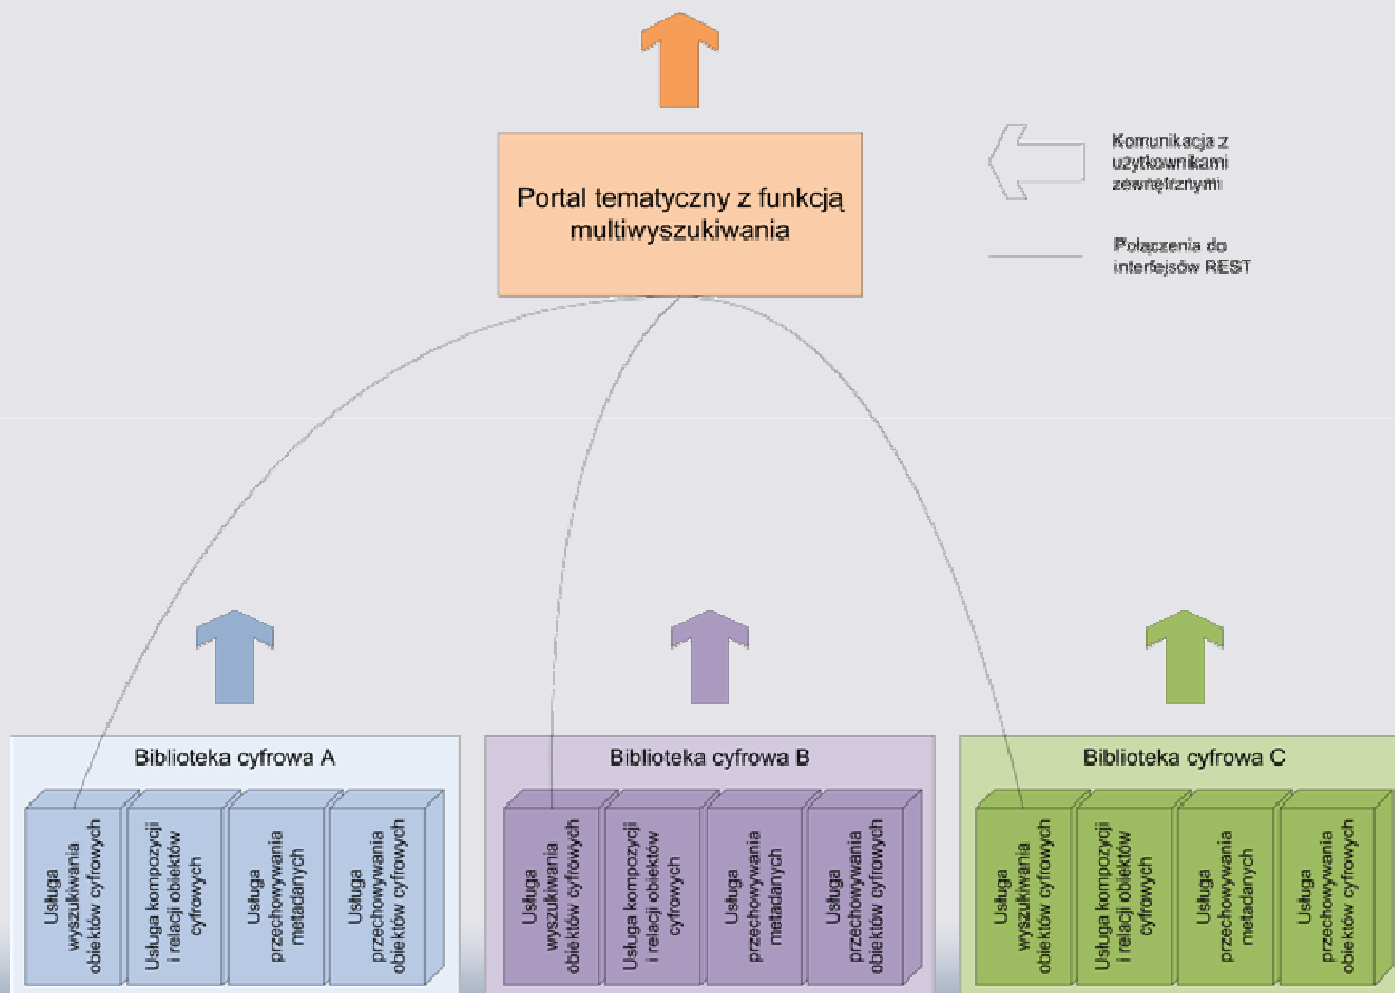 Portal tematyczny z funkcją
multiwyszukiwania
Komunikacja z
użytkownikami
zewnętrznymi
Połączenia do
interfejsów REST
Biblioteka cyfrowa A
Usługa
wyszukiwania
obiektów cyfrowych
Usługa kompozycji
i relacji obiektów
cyfrowych
Usługa
przechowywania
metadanych
Usługa
przechowywania
obiektów cyfrowych
Biblioteka cyfrowa B
Usługa
wyszukiwania
obiektów cyfrowych
Usługa kompozycji
i relacji obiektów
cyfrowych
Usługa
przechowywania
metadanych
Usługa
przechowywania
obiektów cyfrowych
Biblioteka cyfrowa C
Usługa
wyszukiwania
obiektów cyfrowych
Usługa kompozycji
i relacji obiektów
cyfrowych
Usługa
przechowywania
metadanych
Usługa
przechowywania
obiektów cyfrowych